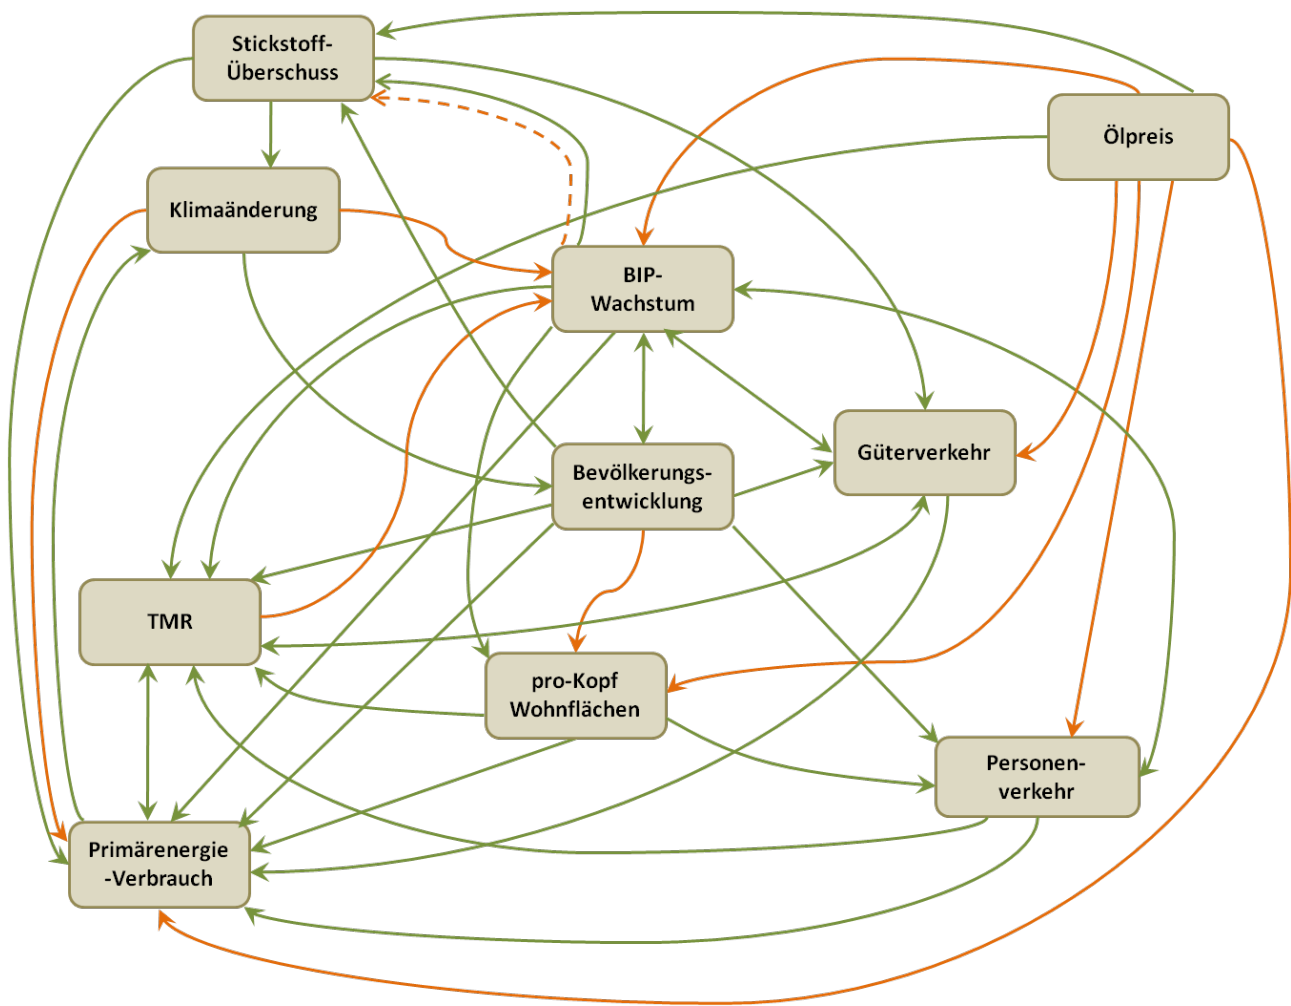 Stickstoff-
Überschuss
Ölpreis
Klimaänderung
BIP-
Wachstum
Güterverkehr
Bevölkerungs-
entwicklung
TMR
pro-Kopf
Wohnflächen
Personen-
verkehr
Primärenergie
-Verbrauch